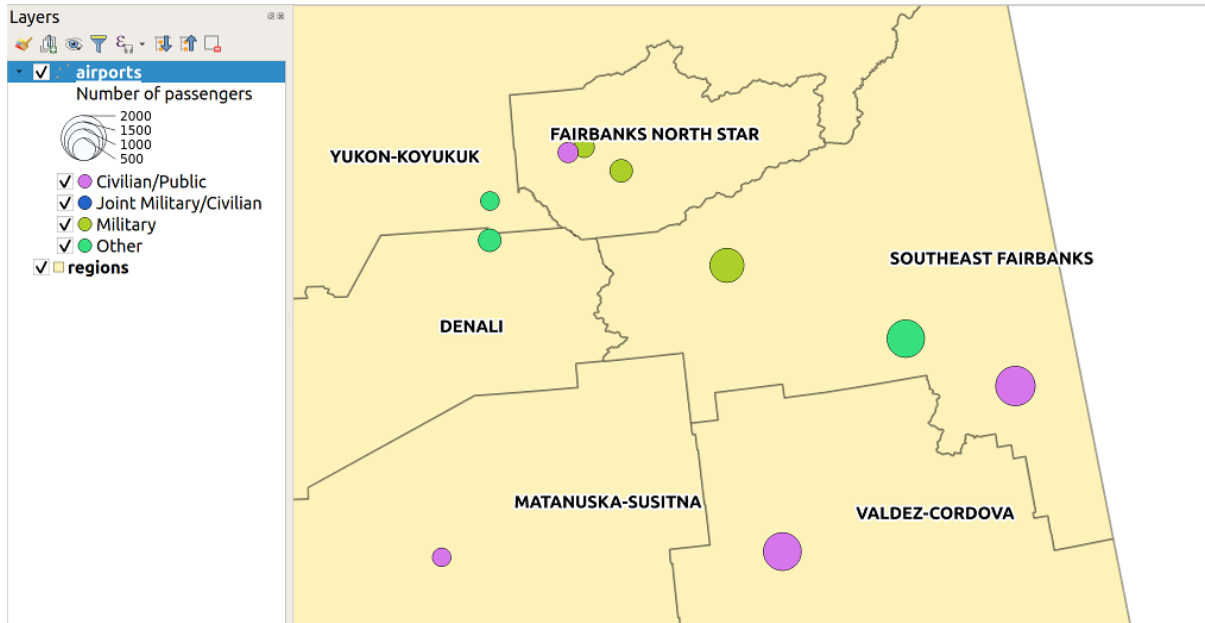 Layers
airports
Number of passengers
2000
1500
1000
500
Civilian/Public
Joint Military/Civilian
Military
Other
regions
FAIRBANKS NORTH STAR
YUKON-KOYUKUK
SOUTHEAST FAIRBANKS
DENALI
MATANUSKA-SUSITNA
VALDEZ-CORDOVA